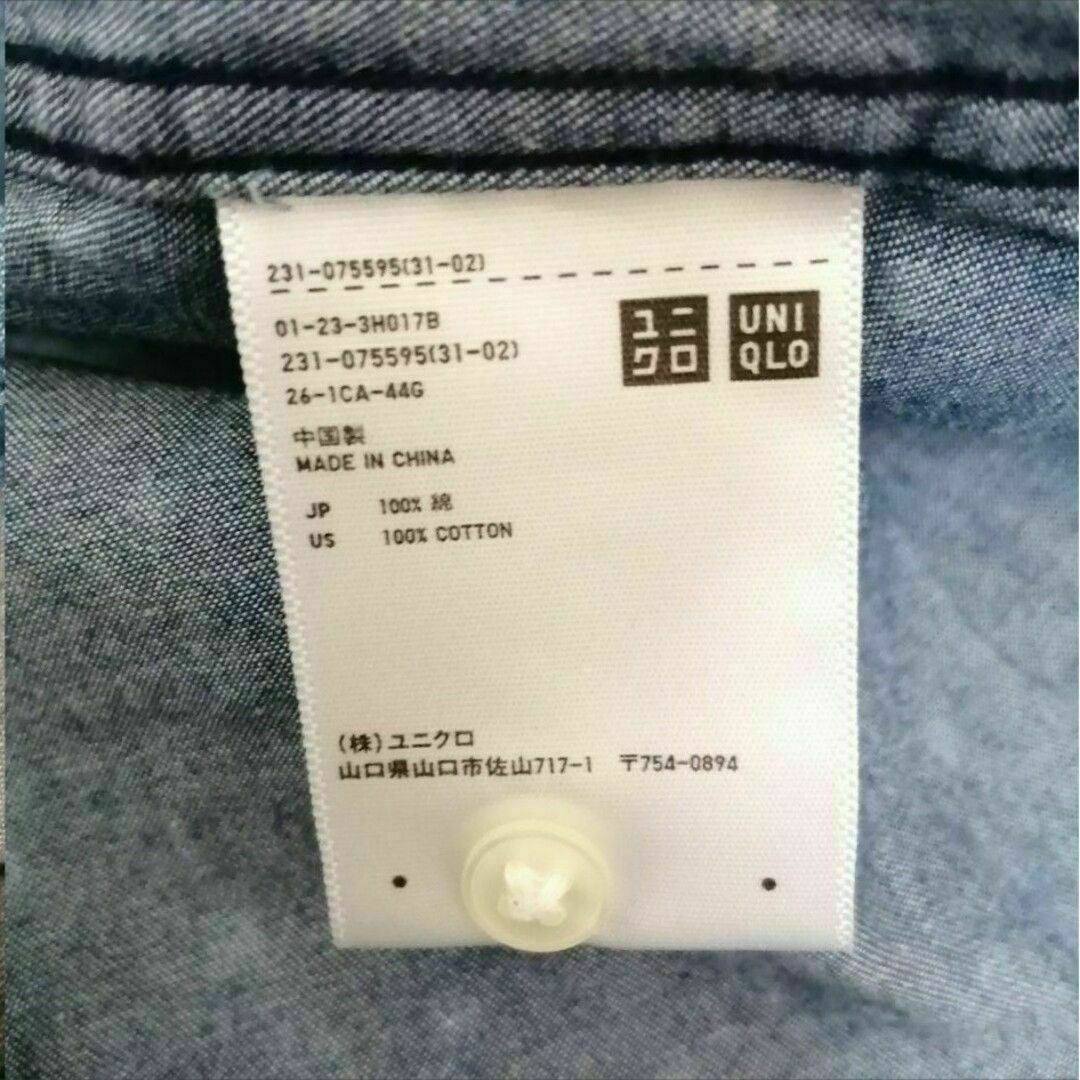 231-075595(31-02)
01-23-3H017B
231-075595(31-02)
26-1CA-44G
ユニ
クロ
UNI
QLO
中国製
MADE IN CHINA
JP 100% 綿
US 100% COTTON
(株)ユニクロ
山口県山口市佐山717-1 〒754-0894